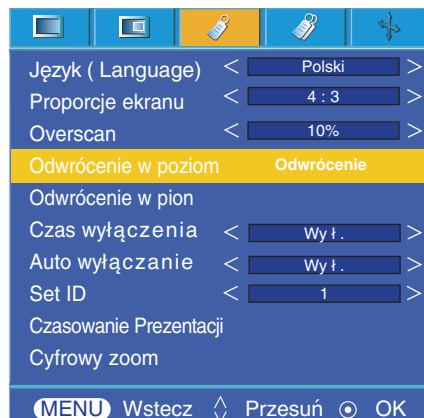 Język ( Language) < Polski >
Proporcje ekranu < 4 : 3 >
Overscan < 10% >
Odwrócenie w poziom Odwrócenie
Odwrócenie w pion
Czas wyłączenia < Wył. >
Auto wyłączanie < Wył. >
Set ID < 1 >
Czasowanie Prezentacji
Cyfrowy zoom
MENU Wstecz Przesuń OK